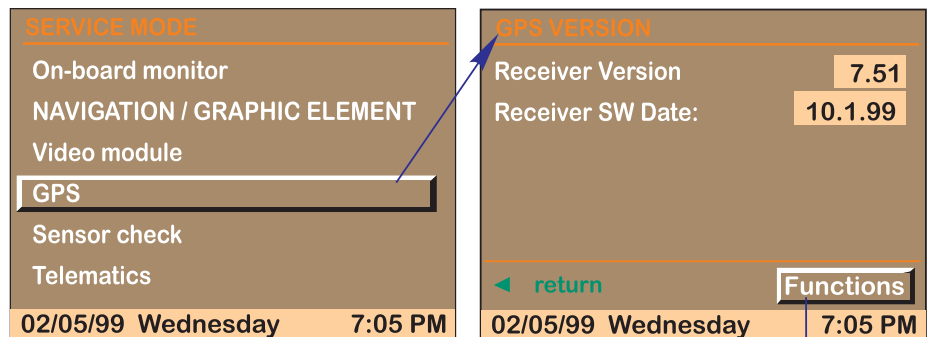 SERVICE MODE
On-board monitor
NAVIGATION / GRAPHIC ELEMENT
Video module
GPS
Sensor check
Telematics
02/05/99 Wednesday 7:05 PM
GPS VERSION
Receiver Version 7.51
Receiver SW Date: 10.1.99
◄ return Functions
02/05/99 Wednesday 7:05 PM